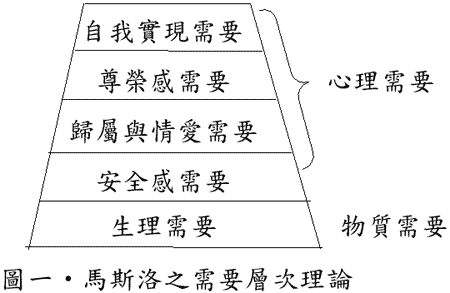 自我實現需要
尊榮感需要
心理需要
歸屬與情愛需要
安全感需要
生理需要
物質需要
圖一・馬斯洛之需要層次理論